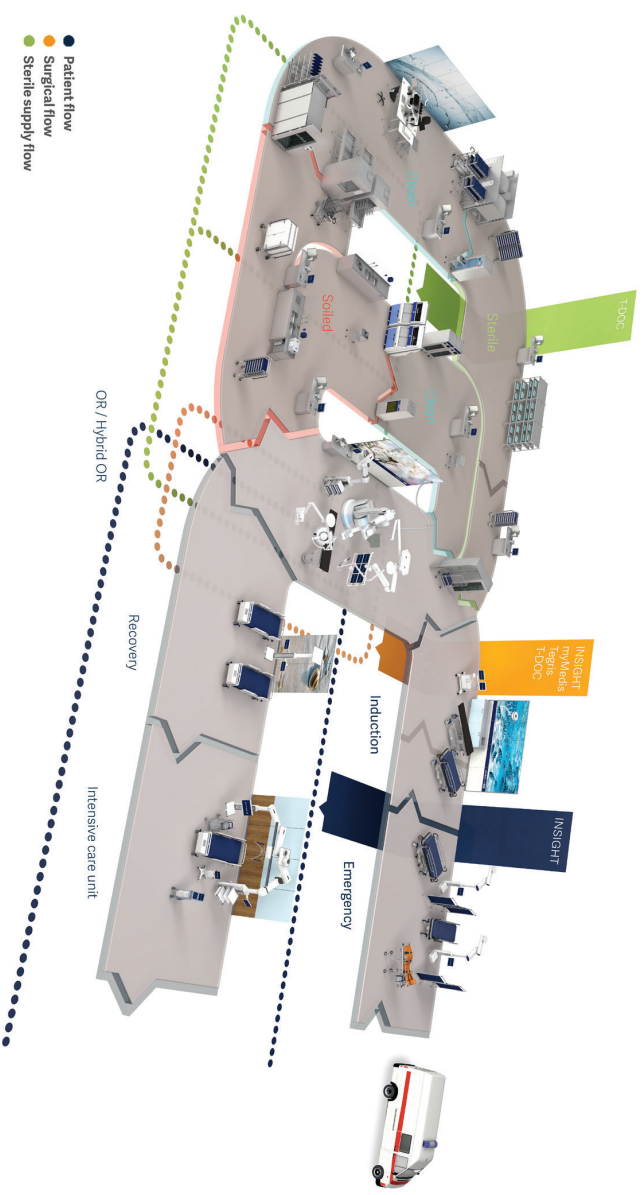 T-DOC
INSIGHT
myMedis
Tegris
T-DOC
INSIGHT
Clean
Sterile
Clean
Soiled
Induction
Emergency
OR / Hybrid OR
Recovery
Intensive care unit
Patient flow
Surgical flow
Sterile supply flow